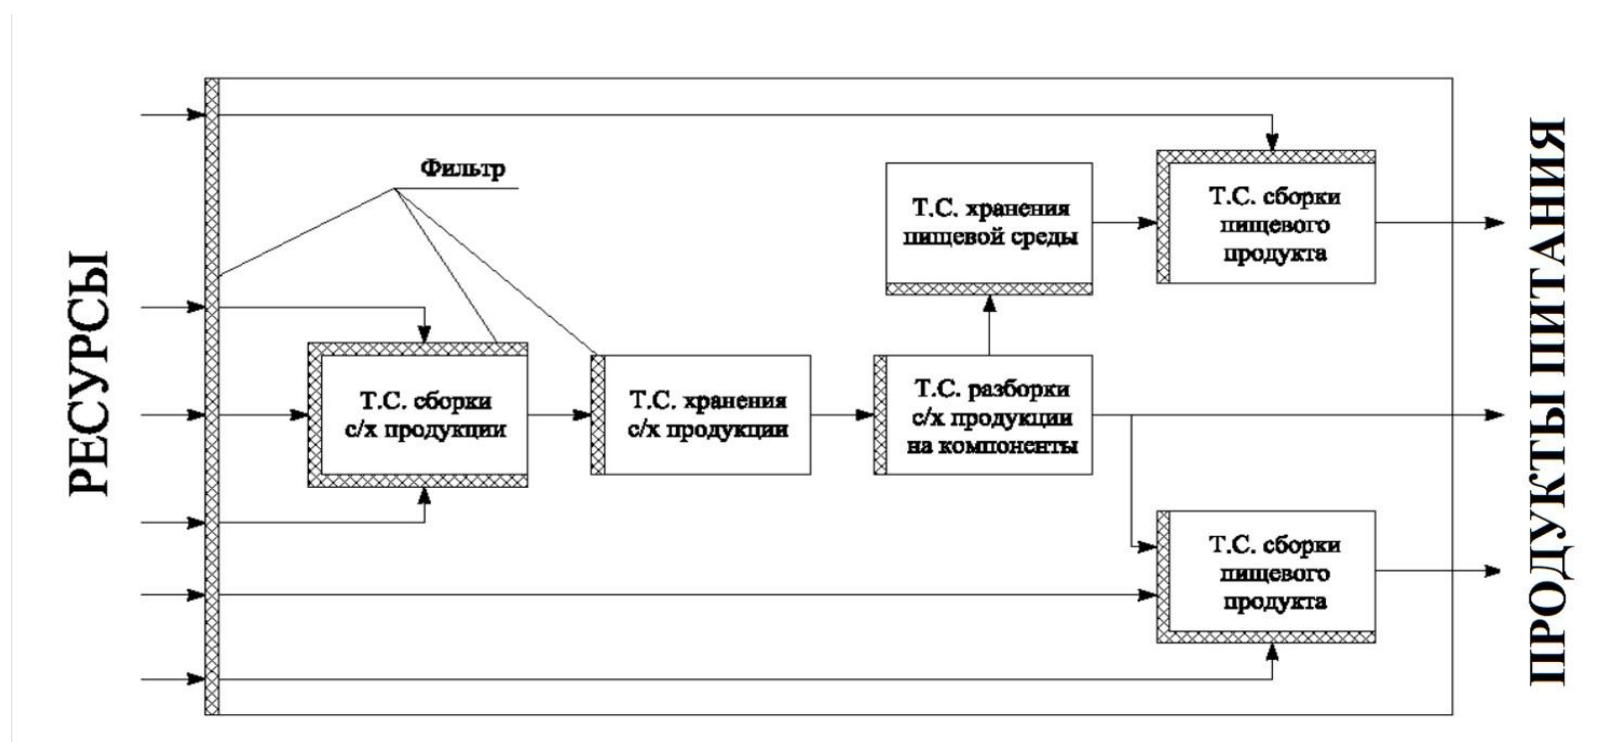 РЕСУРСЫ
Фильтр
Т.С. сборки
с/х продукции
Т.С. хранения
с/х продукции
Т.С. разборки
с/х продукции
на компоненты
Т.С. хранения
пищевой среды
Т.С. сборки
пищевого
продукта
Т.С. сборки
пищевого
продукта
ПРОДУКТЫ ПИТАНИЯ